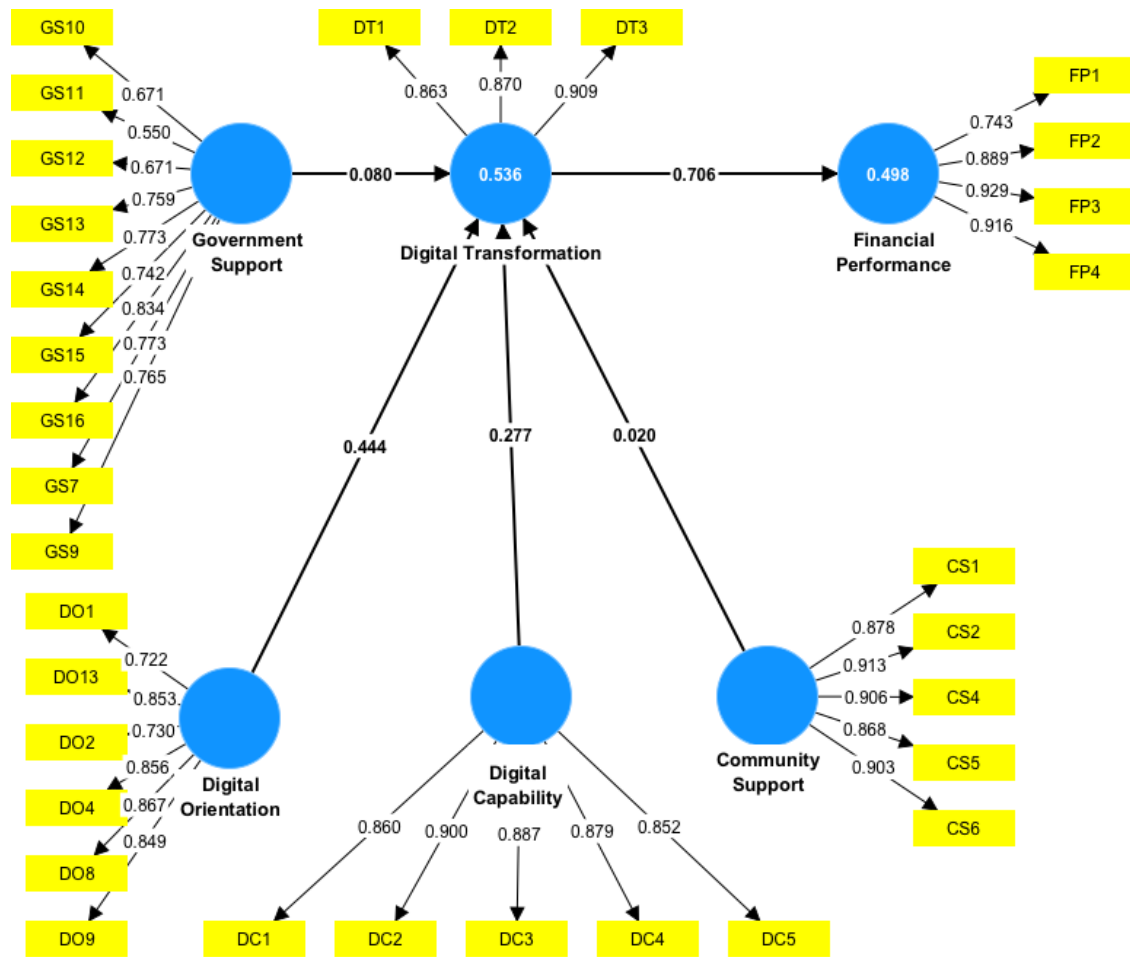 GS10
GS11
GS12
GS13
GS14
GS15
GS16
GS7
GS9
0.671
0.550
0.671
0.759
0.773
0.742
0.834
0.773
0.765
Government
Support
0.080
DT1
DT2
DT3
0.863
0.870
0.909
0.536
Digital Transformation
0.706
0.498
Financial
Performance
0.743
0.889
0.929
0.916
FP1
FP2
FP3
FP4
0.444
0.277
0.020
DO1
DO13
DO2
DO4
DO8
DO9
0.722
0.853
0.730
0.856
0.867
0.849
Digital
Orientation
Digital
Capability
0.860
0.900
0.887
0.879
0.852
DC1
DC2
DC3
DC4
DC5
Community
Support
0.878
0.913
0.906
0.868
0.903
CS1
CS2
CS4
CS5
CS6